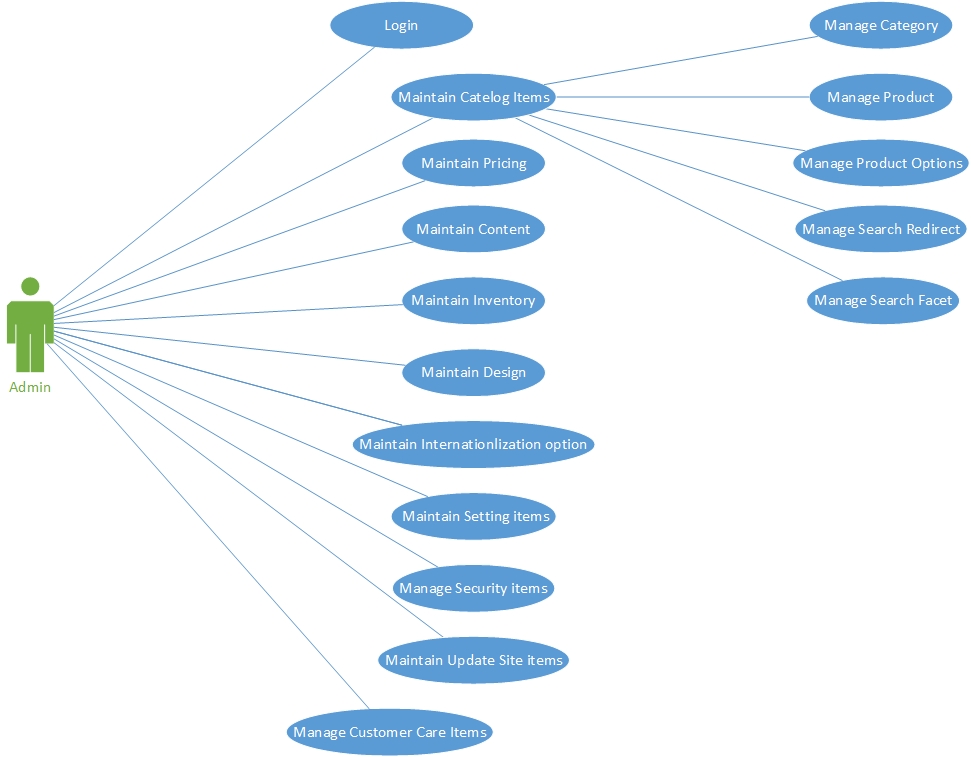 Login
Manage Category
Maintain Catelog Items
Manage Product
Maintain Pricing
Manage Product Options
Maintain Content
Manage Search Redirect
Maintain Inventory
Manage Search Facet
Admin
Maintain Design
Maintain Internationlization option
Maintain Setting items
Manage Security items
Maintain Update Site items
Manage Customer Care Items